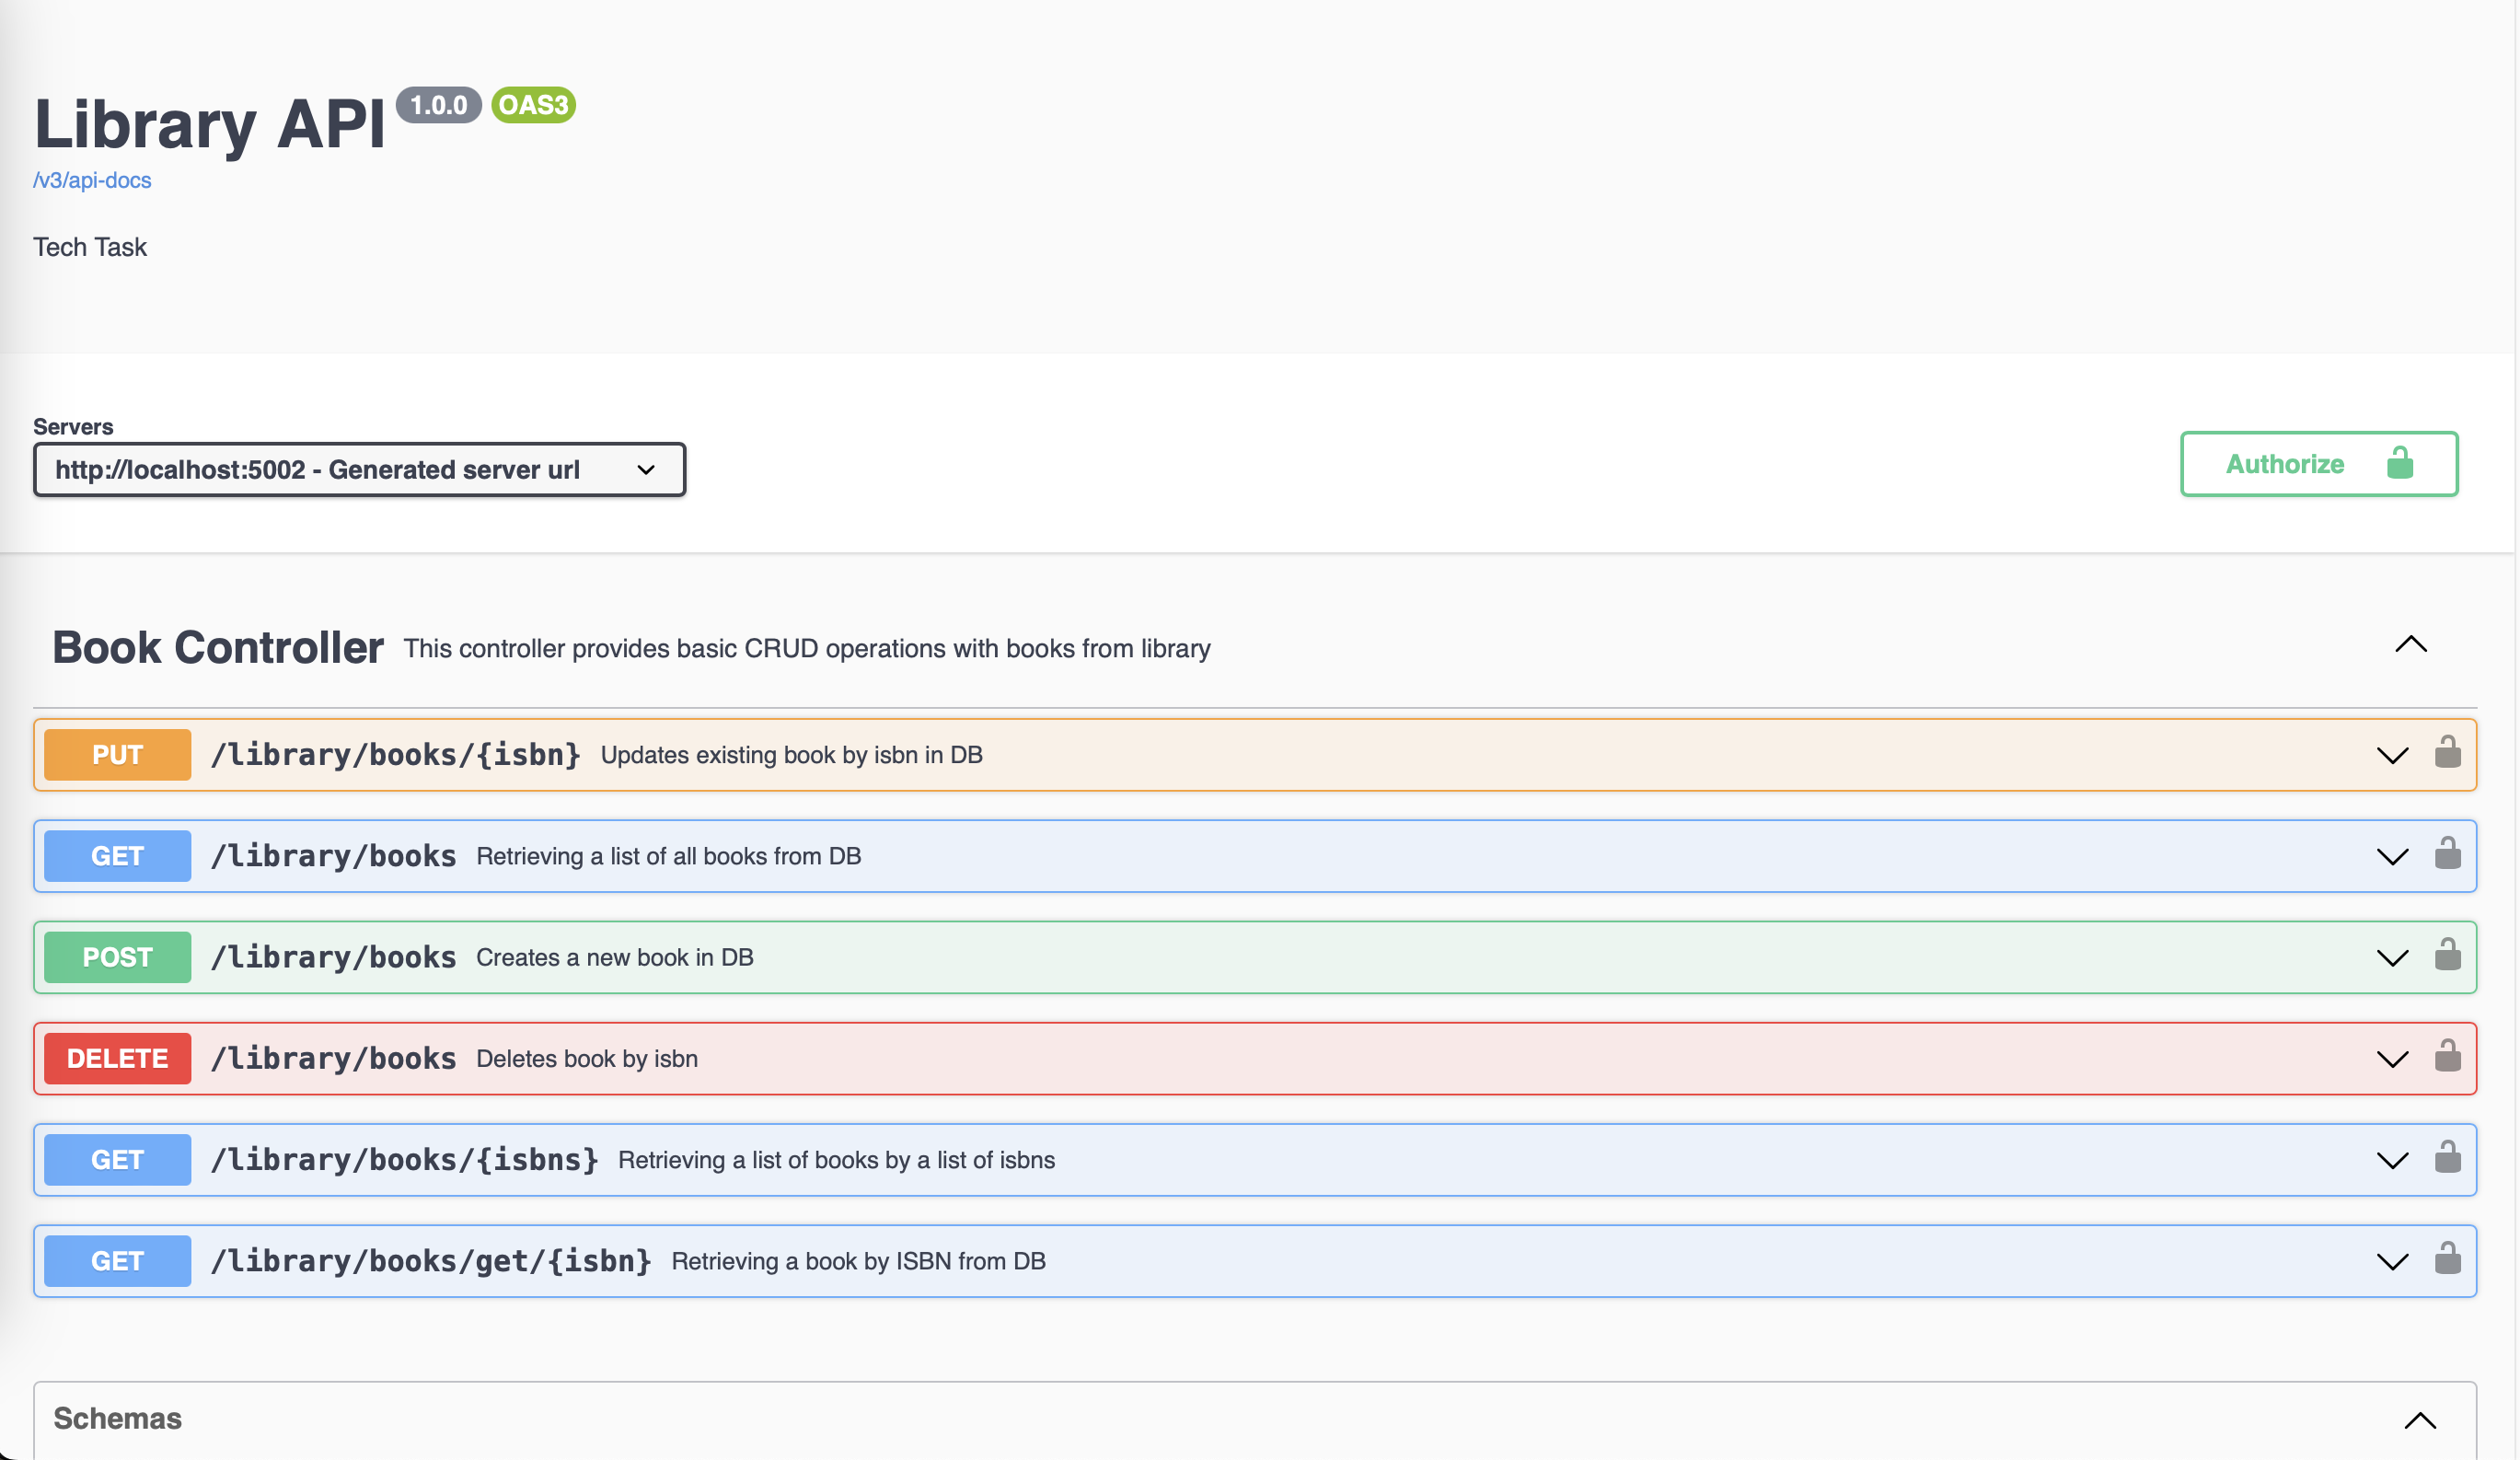 Library API 1.0.0 OAS3
/v3/api-docs
Tech Task
Servers
http://localhost:5002 - Generated server url
Authorize
Book Controller This controller provides basic CRUD operations with books from library
PUT /library/books/{isbn} Updates existing book by isbn in DB
GET /library/books Retrieving a list of all books from DB
POST /library/books Creates a new book in DB
DELETE /library/books Deletes book by isbn
GET /library/books/{isbns} Retrieving a list of books by a list of isbns
GET /library/books/get/{isbn} Retrieving a book by ISBN from DB
Schemas